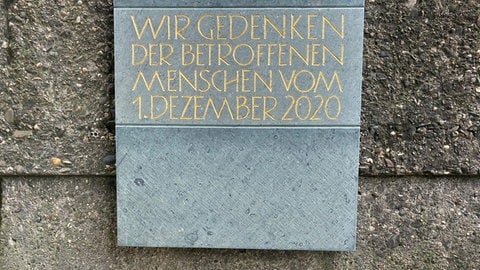 WIR GEDENKEN
DER BETROFFENEN
MENSCHEN VOM
1. DEZEMBER 2020